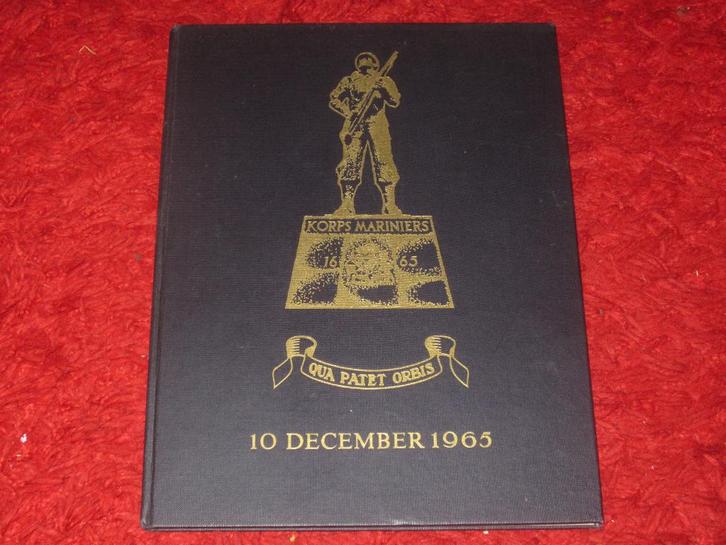 KORPS MARINIERS
16 65
QUA PATET ORBIS
10 DECEMBER 1965